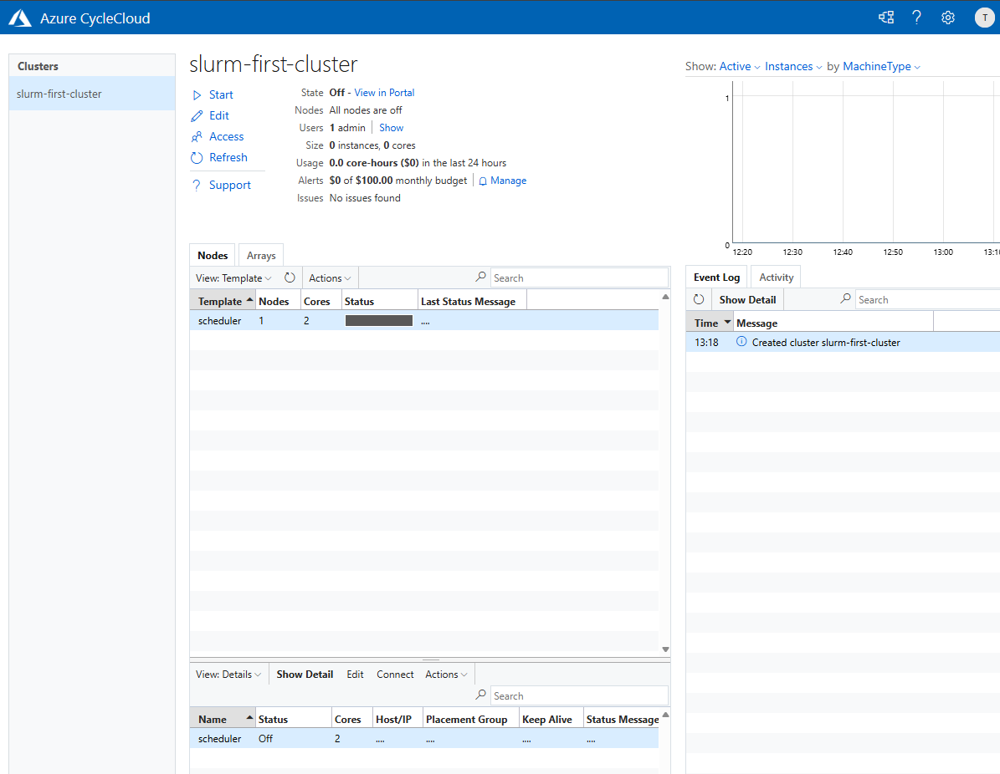 Azure CycleCloud
T
Clusters
slurm-first-cluster
slurm-first-cluster
Start
Edit
Access
Refresh
Support
State Off - View in Portal
Nodes All nodes are off
Users 1 admin Show
Size 0 instances, 0 cores
Usage 0.0 core-hours ($0) in the last 24 hours
Alerts $0 of $100.00 monthly budget Manage
Issues No issues found
Show: Active Instances by MachineType
1
0
12:20 12:30 12:40 12:50 13:00 13:10
Nodes Arrays
View: Template Actions Search
Template Nodes Cores Status Last Status Message
scheduler 1 2 ....
View: Details Show Detail Edit Connect Actions
Search
Name Status Cores Host/IP Placement Group Keep Alive Status Message
scheduler Off 2 .... .... .... ....
Event Log Activity
Show Detail Search
Time Message
13:18 Created cluster slurm-first-cluster